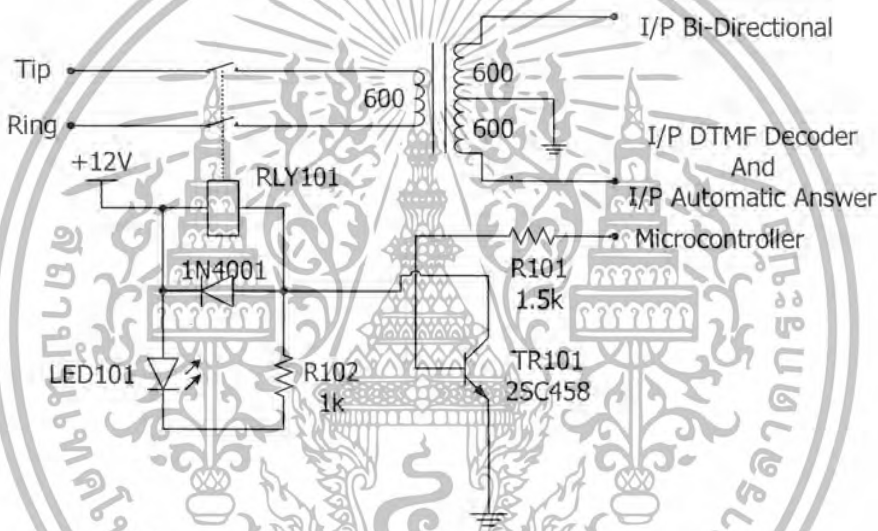 I/P Bi-Directional
Tip
600
600
Ring
600
I/P DTMF Decoder
And
I/P Automatic Answer
+12V
RLY101
Microcontroller
R101
1.5k
1N4001
LED101
R102
1k
TR101
2SC458